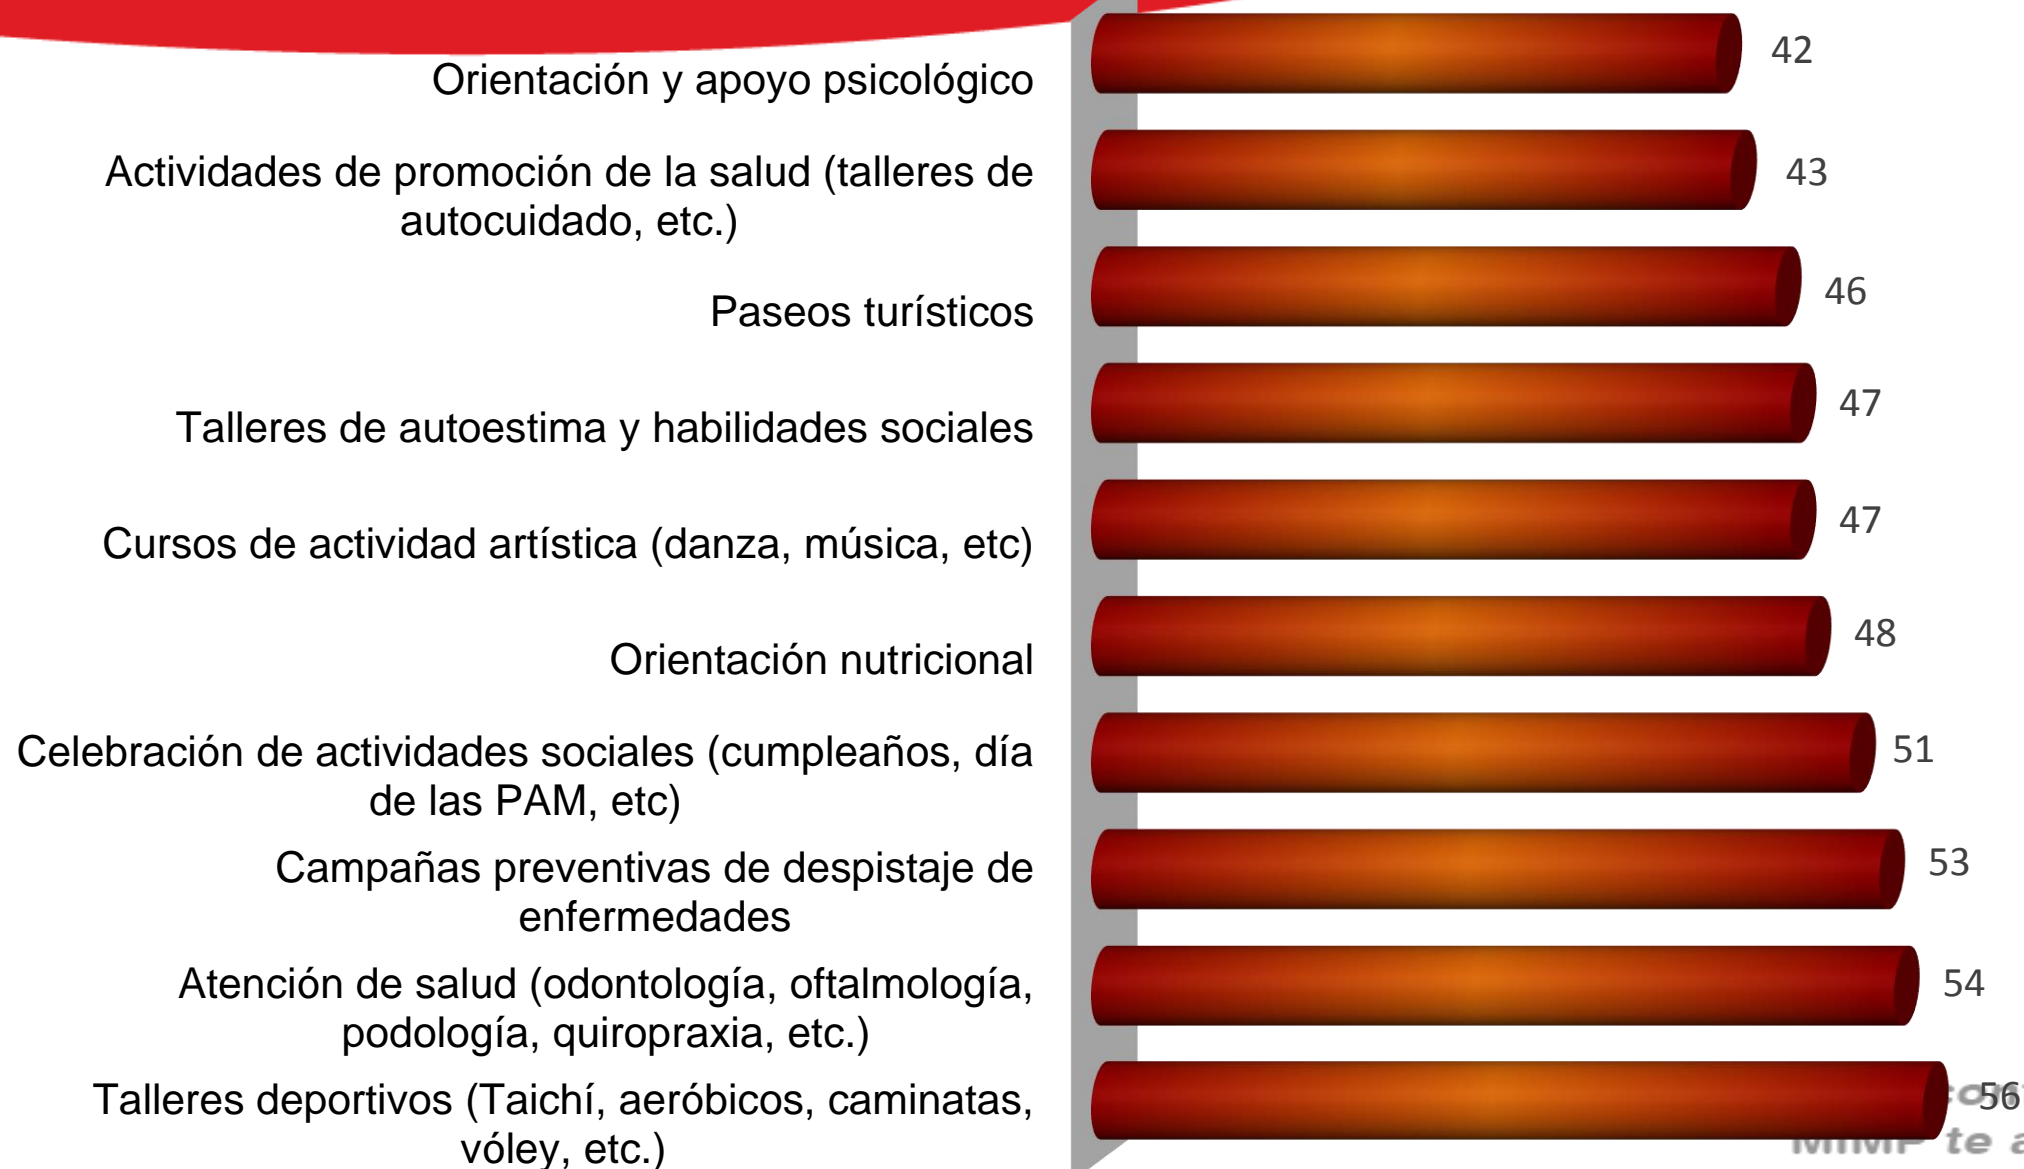 42
Orientación y apoyo psicológico
Actividades de promoción de la salud (talleres de
autocuidado, etc.)
43
Paseos turísticos
46
Talleres de autoestima y habilidades sociales
47
Cursos de actividad artística (danza, música, etc)
47
Orientación nutricional
48
Celebración de actividades sociales (cumpleaños, día
de las PAM, etc)
51
Campañas preventivas de despistaje de
enfermedades
53
Atención de salud (odontología, oftalmología,
podología, quiropraxia, etc.)
54
Talleres deportivos (Taichí, aeróbicos, caminatas,
vóley, etc.)
56
MIMP te